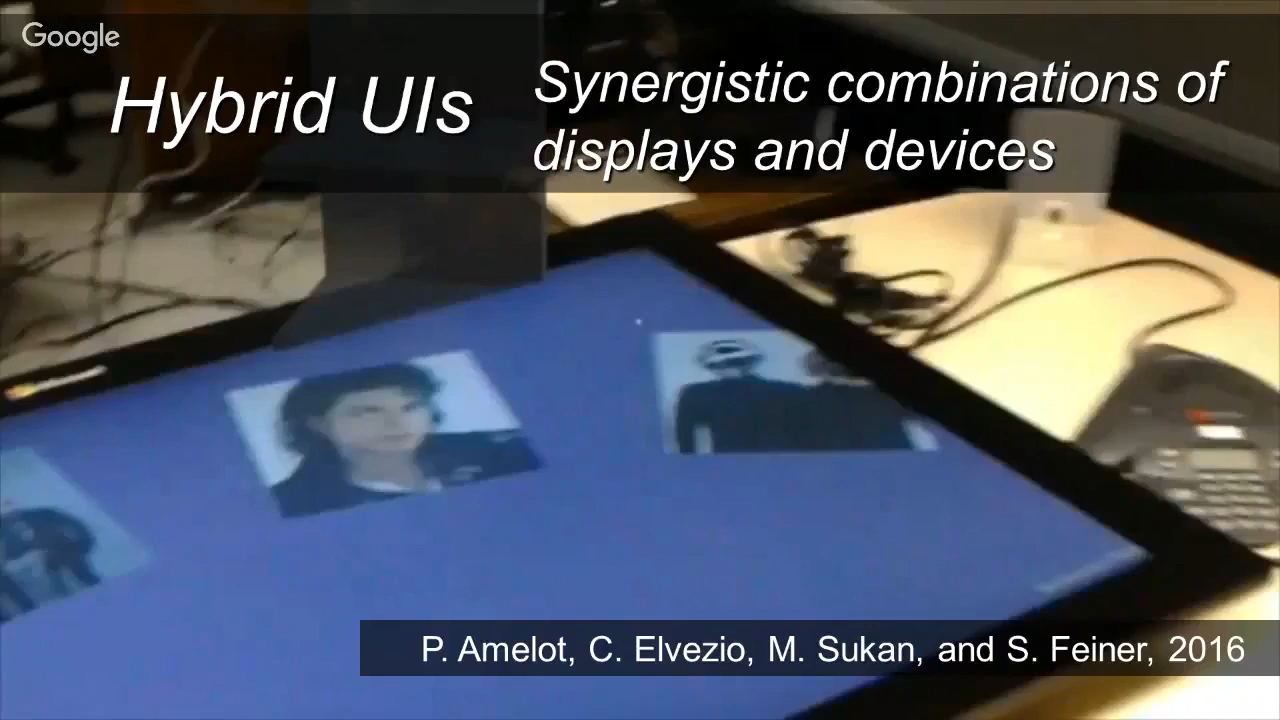 Google
Hybrid UIs
Synergistic combinations of
displays and devices
P. Amelot, C. Elvezio, M. Sukan, and S. Feiner, 2016